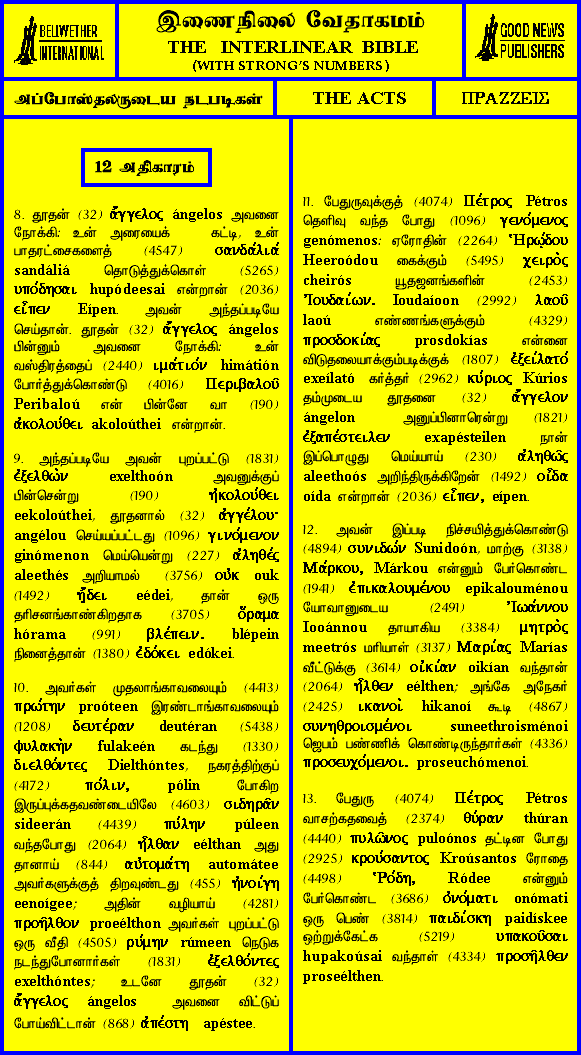 BELLWETHER
INTERNATIONAL
இணைநிலை வேதாகமம்
THE INTERLINEAR BIBLE
(WITH STRONG'S NUMBERS)
GOOD NEWS
PUBLISHERS
அப்போஸ்தலருடைய நடபடிகள்
THE ACTS
ΠΡΑΖΖΕΙΣ
12 அதிகாரம்
8. தூதன் (32) ἄγγελος ángelos அவனை
நோக்கி: உன் அரையைக் கட்டி, உன்
பாதரட்சைகளைத் (4547) σανδάλιά
sandáliá தொடுத்துக்கொள் (5265)
υπόδησαι hupódeesai என்றான் (2036)
εἶπεν Eípen. அவன் அந்தப்படியே
செய்தான். தூதன் (32) ἄγγελος ángelos
பின்னும் அவனை நோக்கி: உன்
வஸ்திரத்தைப் (2440) ιμάτιόν himátión
போர்த்துக்கொண்டு (4016) Περιβαλοῦ
Peribaloú என் பின்னே வா (190)
ἀκολούθει akoloúthei என்றான்.
9. அந்தப்படியே அவன் புறப்பட்டு (1831)
ἐξελθὼν exelthoón அவனுக்குப்
பின்சென்று (190) ἠκολούθει
eekoloúthei, தூதனால் (32) ἀγγέλου·
angélou செய்யப்பட்டது (1096) γινόμενον
ginómenon மெய்யென்று (227) ἀληθές
aleethés அறியாமல் (3756) οὐκ ouk
(1492) ᾔδει eédei, தான் ஒரு
தரிசனங்காண்கிறதாக (3705) ὅραμα
hórama (991) βλέπειν. blépein
நினைத்தான் (1380) ἐδόκει edókei.
10. அவர்கள் முதலாங்காவலையும் (4413)
πρώτην proóteen இரண்டாங்காவலையும்
(1208) δευτέραν deutéran (5438)
φυλακὴν fulakeén கடந்து (1330)
διελθόντες Dielthóntes, நகரத்திற்குப்
(4172) πόλιν, pólin போகிற
இருப்புக்கதவண்டையிலே (4603) σιδηρᾶν
sideerán (4439) πύλην púleen
வந்தபோது (2064) ἦλθαν eélthan அது
தானாய் (844) αὐτομάτη automátee
அவர்களுக்குத் திறவுண்டது (455) ἠνοίγη
eenoígee; அதின் வழியாய் (4281)
προῆλθον proeélthon அவர்கள் புறப்பட்டு
ஒரு வீதி (4505) ρύμην rúmeen நெடுக
நடந்துபோனார்கள் (1831) ἐξελθόντες
exelthóntes; உடனே தூதன் (32)
ἄγγελος ángelos அவனை விட்டுப்
போய்விட்டான் (868) ἀπέστη apéstee.
11. பேதுருவுக்குத் (4074) Πέτρος Pétros
தெளிவு வந்த போது (1096) γενόμενος
genómenos: ஏரோதின் (2264) Ἡρῴδου
Heeroódou கைக்கும் (5495) χειρὸς
cheirós யூதஜனங்களின் (2453)
Ἰουδαίων. Ioudaíoon (2992) λαοῦ
laoú எண்ணங்களுக்கும் (4329)
προσδοκίας prosdokías என்னை
விடுதலையாக்கும்படிக்குக் (1807) ἐξείλατό
exeílató கர்த்தர் (2962) κύριος Kúrios
தம்முடைய தூதனை (32) ἄγγελον
ángelon அனுப்பினாரென்று (1821)
ἐξαπέστειλεν exapésteilen நான்
இப்பொழுது மெய்யாய் (230) ἀληθῶς
aleethoós அறிந்திருக்கிறேன் (1492) οἶδα
oída என்றான் (2036) εἶπεν, eípen.
12. அவன் இப்படி நிச்சயித்துக்கொண்டு
(4894) συνιδών Sunidoón, மாற்கு (3138)
Μάρκου, Márkou என்னும் பேர்கொண்ட
(1941) ἐπικαλουμένου epikalouménou
யோவானுடைய (2491) Ἰωάννου
Iooánnou தாயாகிய (3384) μητρὸς
meetrós மரியாள் (3137) Μαρίας Marías
வீட்டுக்கு (3614) οἰκίαν oikían வந்தான்
(2064) ἦλθεν eélthen; அங்கே அநேகர்
(2425) ικανοὶ hikanoí கூடி (4867)
συνηθροισμένοι suneethroisménoi
ஜெபம் பண்ணிக் கொண்டிருந்தார்கள் (4336)
προσευχόμενοι. proseuchómenoi.
13. பேதுரு (4074) Πέτρος Pétros
வாசற்கதவைத் (2374) θύραν thúran
(4440) πυλῶνος puloónos தட்டின போது
(2925) κρούσαντος Kroúsantos ரோதை
(4498) Ῥόδη, Ródee என்னும்
பேர்கொண்ட (3686) ὀνόματι onómati
ஒரு பெண் (3814) παιδίσκη paidískee
ஒற்றுக்கேட்க (5219) υπακοῦσαι
hupakoúsai வந்தாள் (4334) προσῆλθεν
proseélthen.